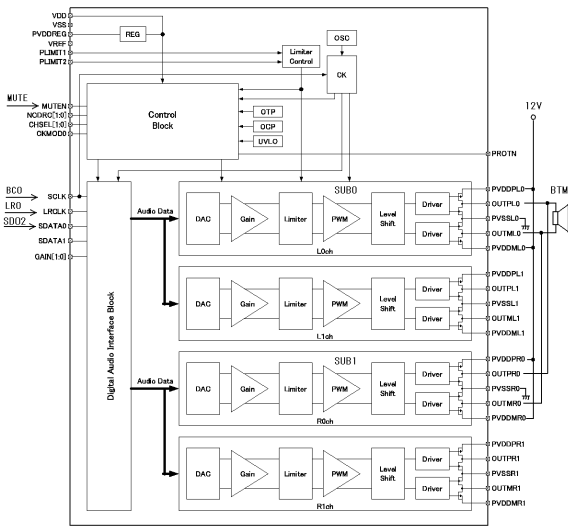 VDD
VSS
PVDDREG
VREF
PLIMIT1
PLIMIT2
REG
OSC
Limiter
Control
CK
MUTE
MUTEN
NCDRC[1:0]
CHSEL[1:0]
CKMOD0
Control
Block
OTP
OCP
UVLO
12V
PROTN
BCO
SCLK
LRO
LRCLK
SDO2
SDATA0
SDATA1
GAIN[1:0]
Digital Audio Interface Block
Audio Data
SUB0
DAC
Gain
Limiter
PWM
Level
Shift
Driver
Driver
L0ch
PVDDPL0
OUTPL0
PVSSL0
OUTML0
PVDDML0
BTM
DAC
Gain
Limiter
PWM
Level
Shift
Driver
Driver
L1ch
PVDDPL1
OUTPL1
PVSSL1
OUTML1
PVDDML1
Audio Data
SUB1
DAC
Gain
Limiter
PWM
Level
Shift
Driver
Driver
R0ch
PVDDPR0
OUTPR0
PVSSR0
OUTMR0
PVDDMR0
DAC
Gain
Limiter
PWM
Level
Shift
Driver
Driver
R1ch
PVDDPR1
OUTPR1
PVSSR1
OUTMR1
PVDDMR1